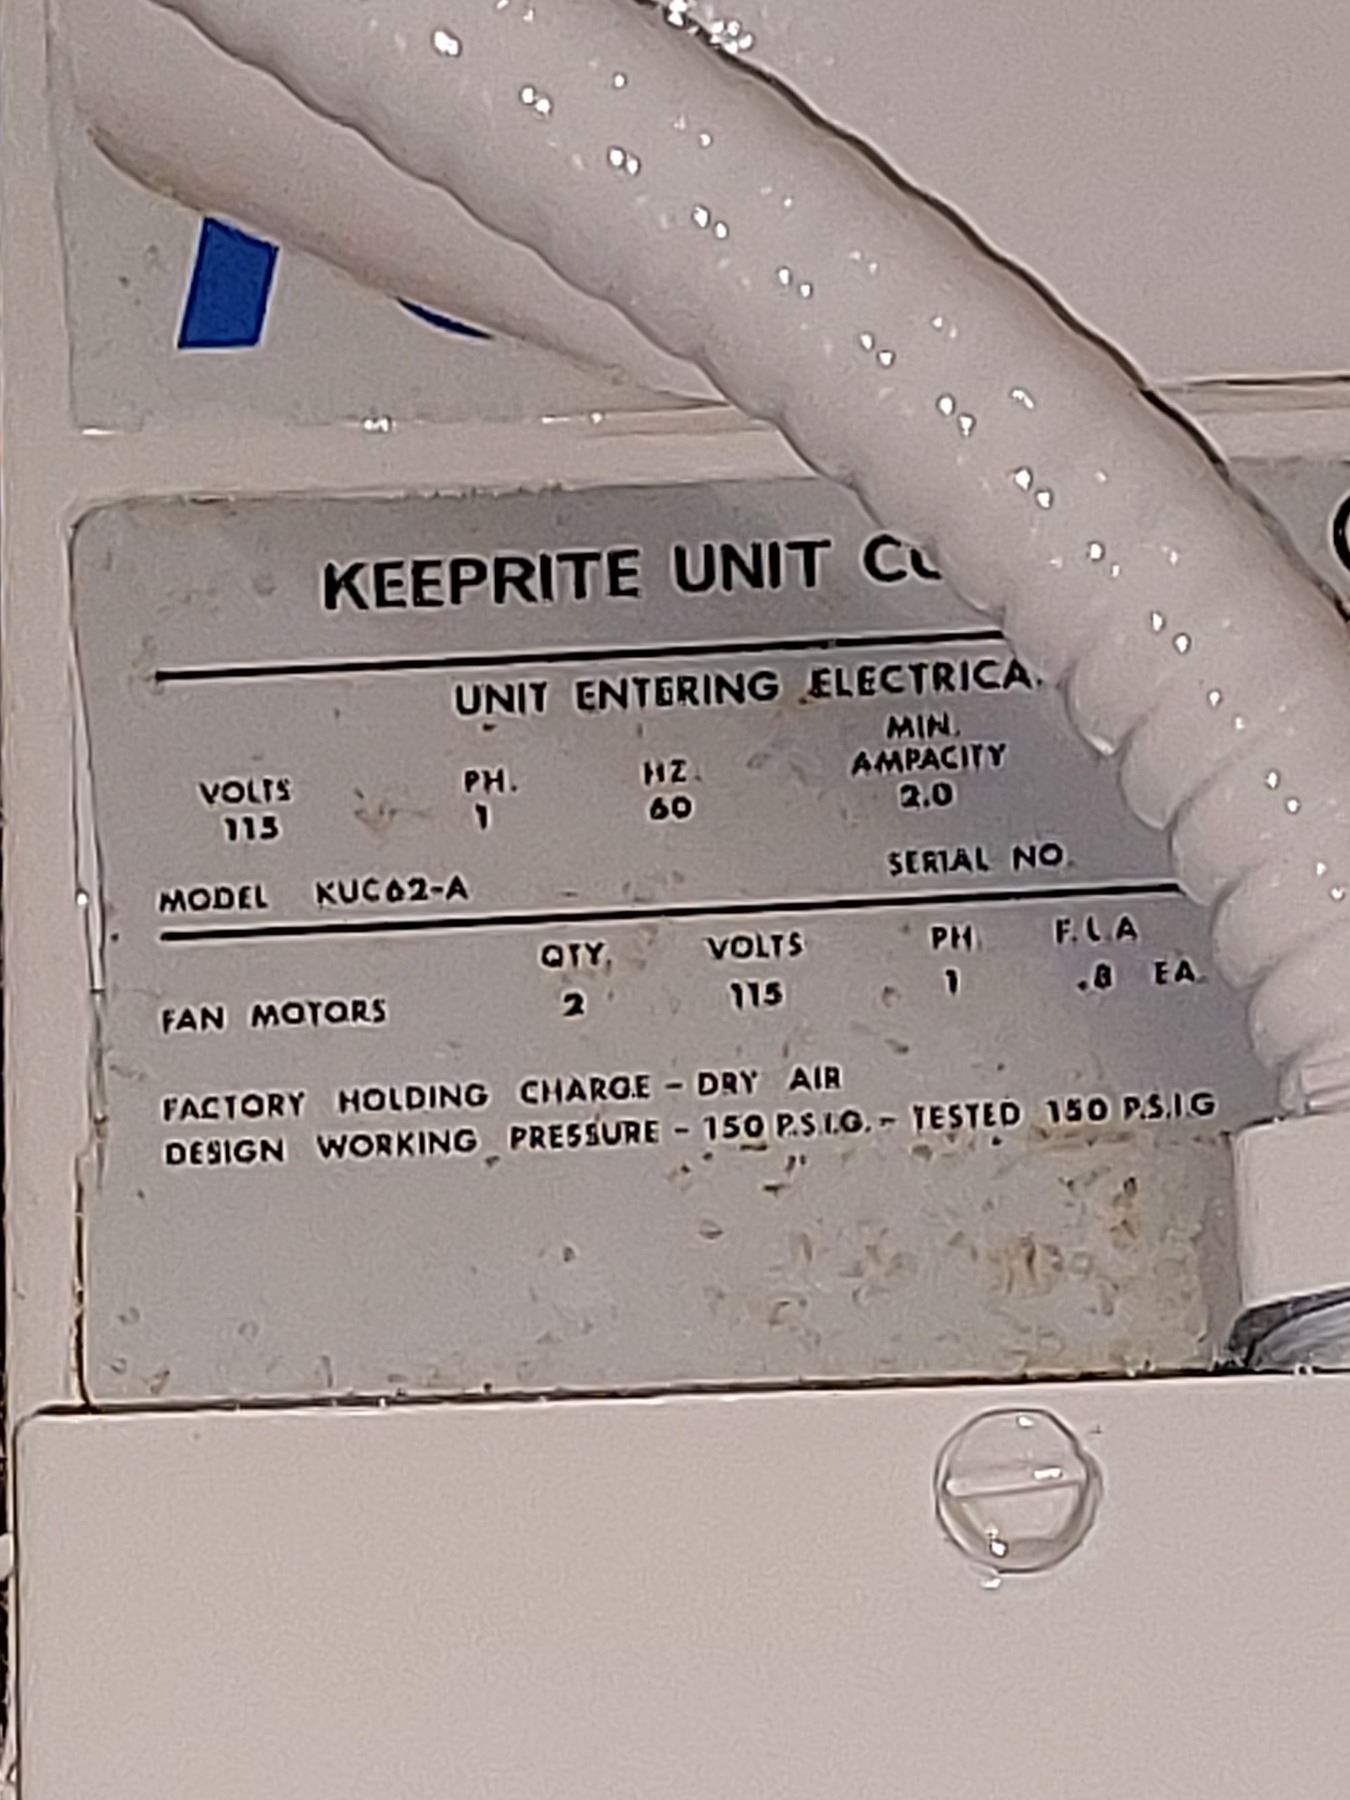 KEEPRITE UNIT
UNIT ENTERING ELECTRICA
VOLTS PH. HZ. MIN. AMPACITY
115 1 60 2.0
MODEL KUC62-A SERIAL NO.
QTY. VOLTS PH. F.L.A
FAN MOTORS 2 115 1 .8 EA.
FACTORY HOLDING CHARGE - DRY AIR
DESIGN WORKING PRESSURE - 150 P.S.I.G. - TESTED 150 P.S.I.G